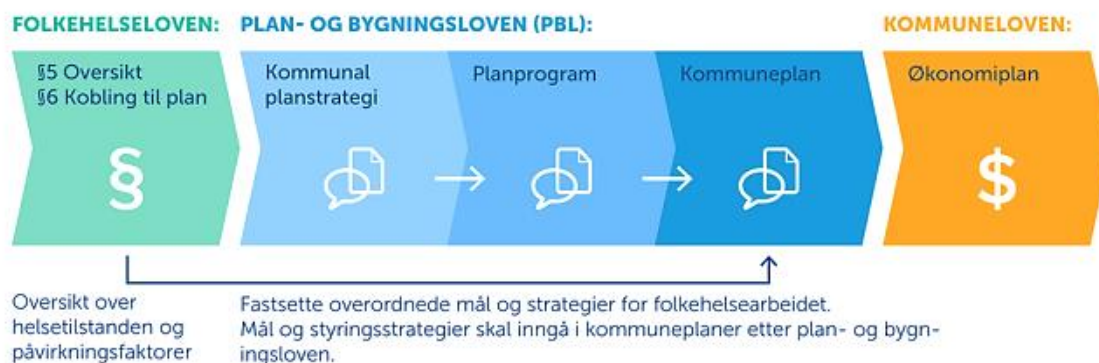 FOLKEHELSELOVEN:
PLAN- OG BYGNINGSLOVEN (PBL):
KOMMUNELOVEN:
§5 Oversikt
§6 Kobling til plan
§
Kommunal
planstrategi
Planprogram
Kommuneplan
Økonomiplan
$
Oversikt over
helsetilstanden og
påvirkningsfaktorer
Fastsette overordnede mål og strategier for folkehelsearbeidet.
Mål og styringsstrategier skal inngå i kommuneplaner etter plan- og bygn-
ingsloven.